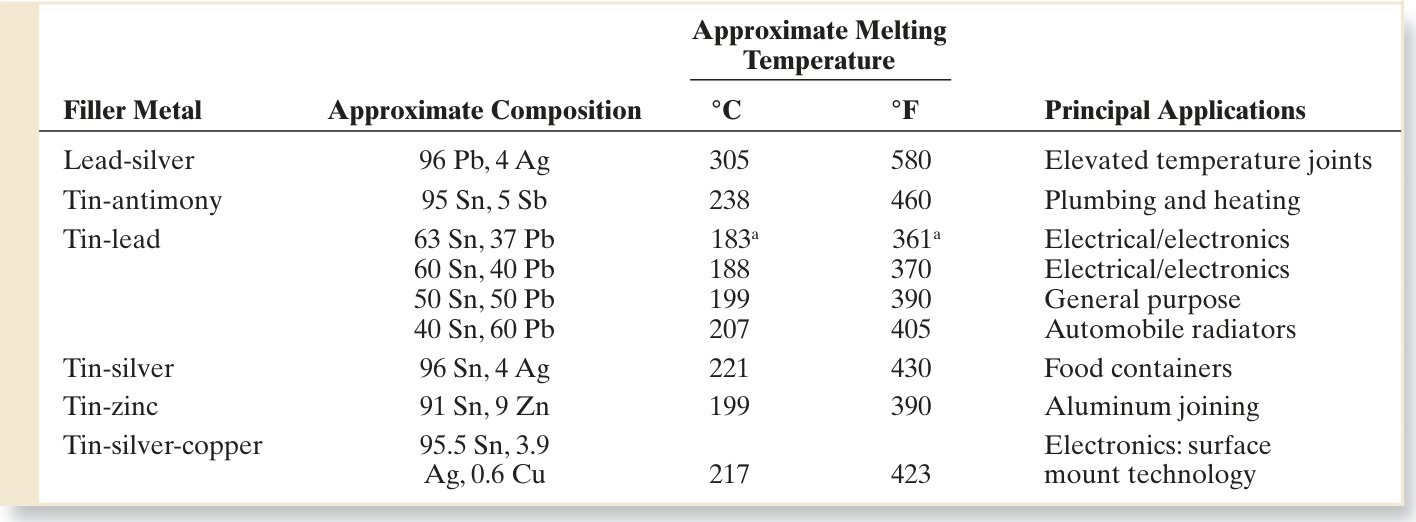 Approximate Melting
Temperature
Filler Metal Approximate Composition °C °F Principal Applications
Lead-silver 96 Pb, 4 Ag 305 580 Elevated temperature joints
Tin-antimony 95 Sn, 5 Sb 238 460 Plumbing and heating
Tin-lead 63 Sn, 37 Pb 183ᵃ 361ᵃ Electrical/electronics
60 Sn, 40 Pb 188 370 Electrical/electronics
50 Sn, 50 Pb 199 390 General purpose
40 Sn, 60 Pb 207 405 Automobile radiators
Tin-silver 96 Sn, 4 Ag 221 430 Food containers
Tin-zinc 91 Sn, 9 Zn 199 390 Aluminum joining
Tin-silver-copper 95.5 Sn, 3.9 Electronics: surface
Ag, 0.6 Cu 217 423 mount technology